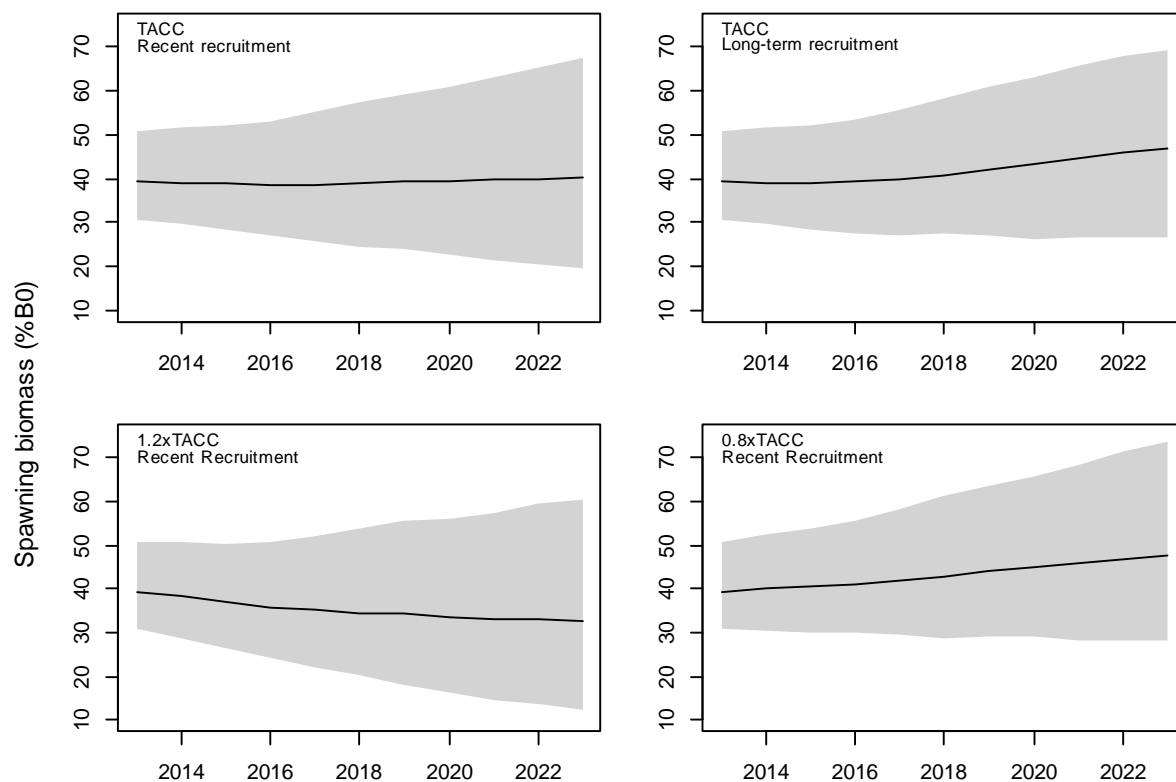 TACC
Recent recruitment
70
60
50
40
30
20
10
2014 2016 2018 2020 2022
TACC
Long-term recruitment
70
60
50
40
30
20
10
2014 2016 2018 2020 2022
Spawning biomass (%B0)
1.2xTACC
Recent Recruitment
70
60
50
40
30
20
10
2014 2016 2018 2020 2022
0.8xTACC
Recent Recruitment
70
60
50
40
30
20
10
2014 2016 2018 2020 2022